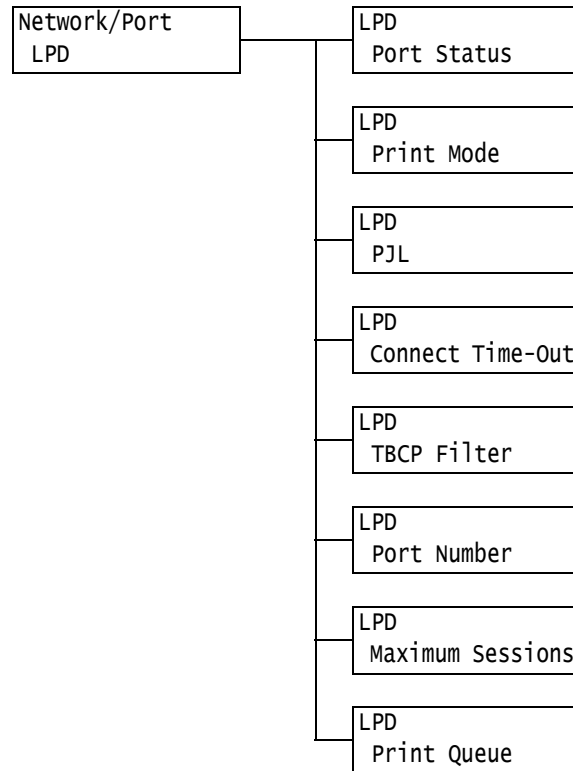 Network/Port
LPD
LPD
Port Status
LPD
Print Mode
LPD
PJL
LPD
Connect Time-Out
LPD
TBCP Filter
LPD
Port Number
LPD
Maximum Sessions
LPD
Print Queue